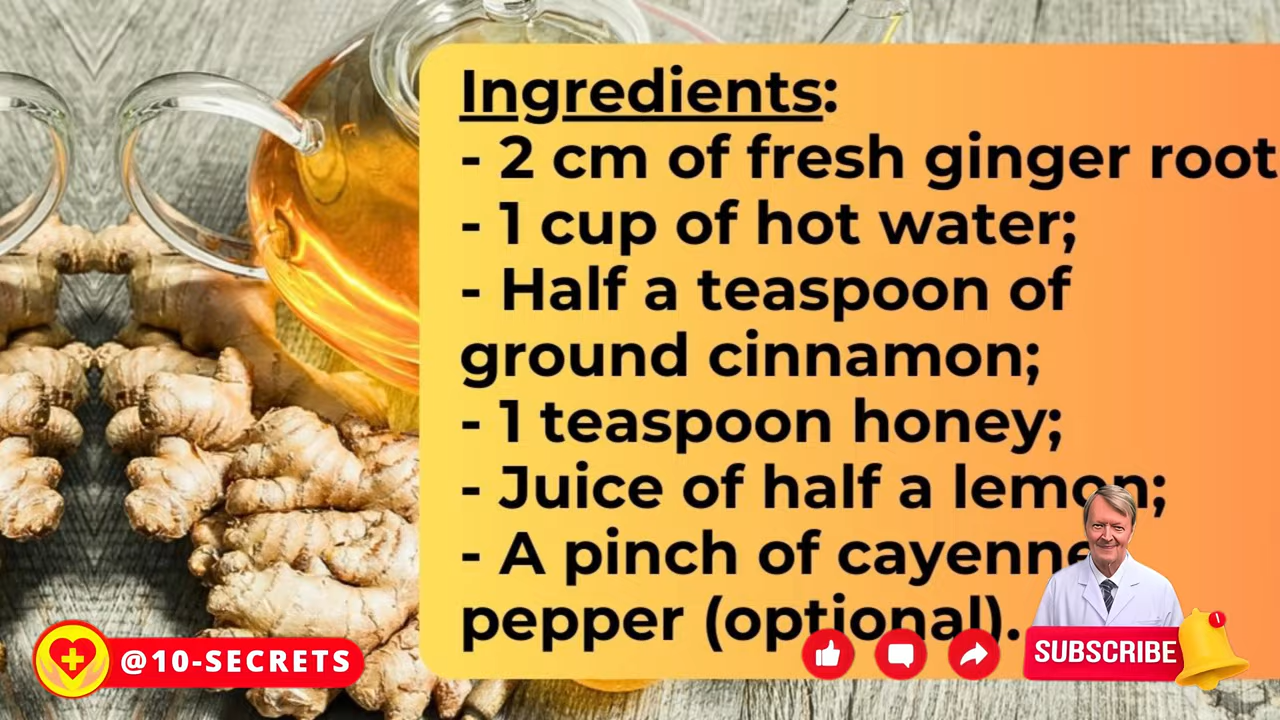 Ingredients:
- 2 cm of fresh ginger root
- 1 cup of hot water;
- Half a teaspoon of
ground cinnamon;
- 1 teaspoon honey;
- Juice of half a lemon;
- A pinch of cayenne
pepper (optional).
@10-SECRETS
SUBSCRIBE
1